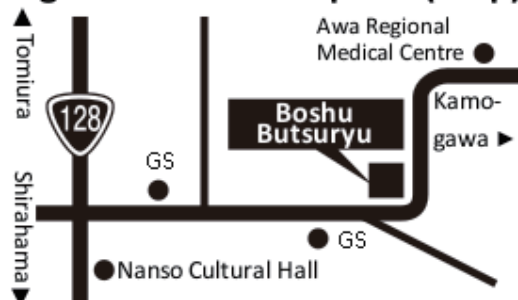 ▲ Tomiura
Awa Regional
Medical Centre
128
Boshu
Butsuryu
Kamo-
gawa ▶
GS
Shirahama ▼
GS
Nanso Cultural Hall